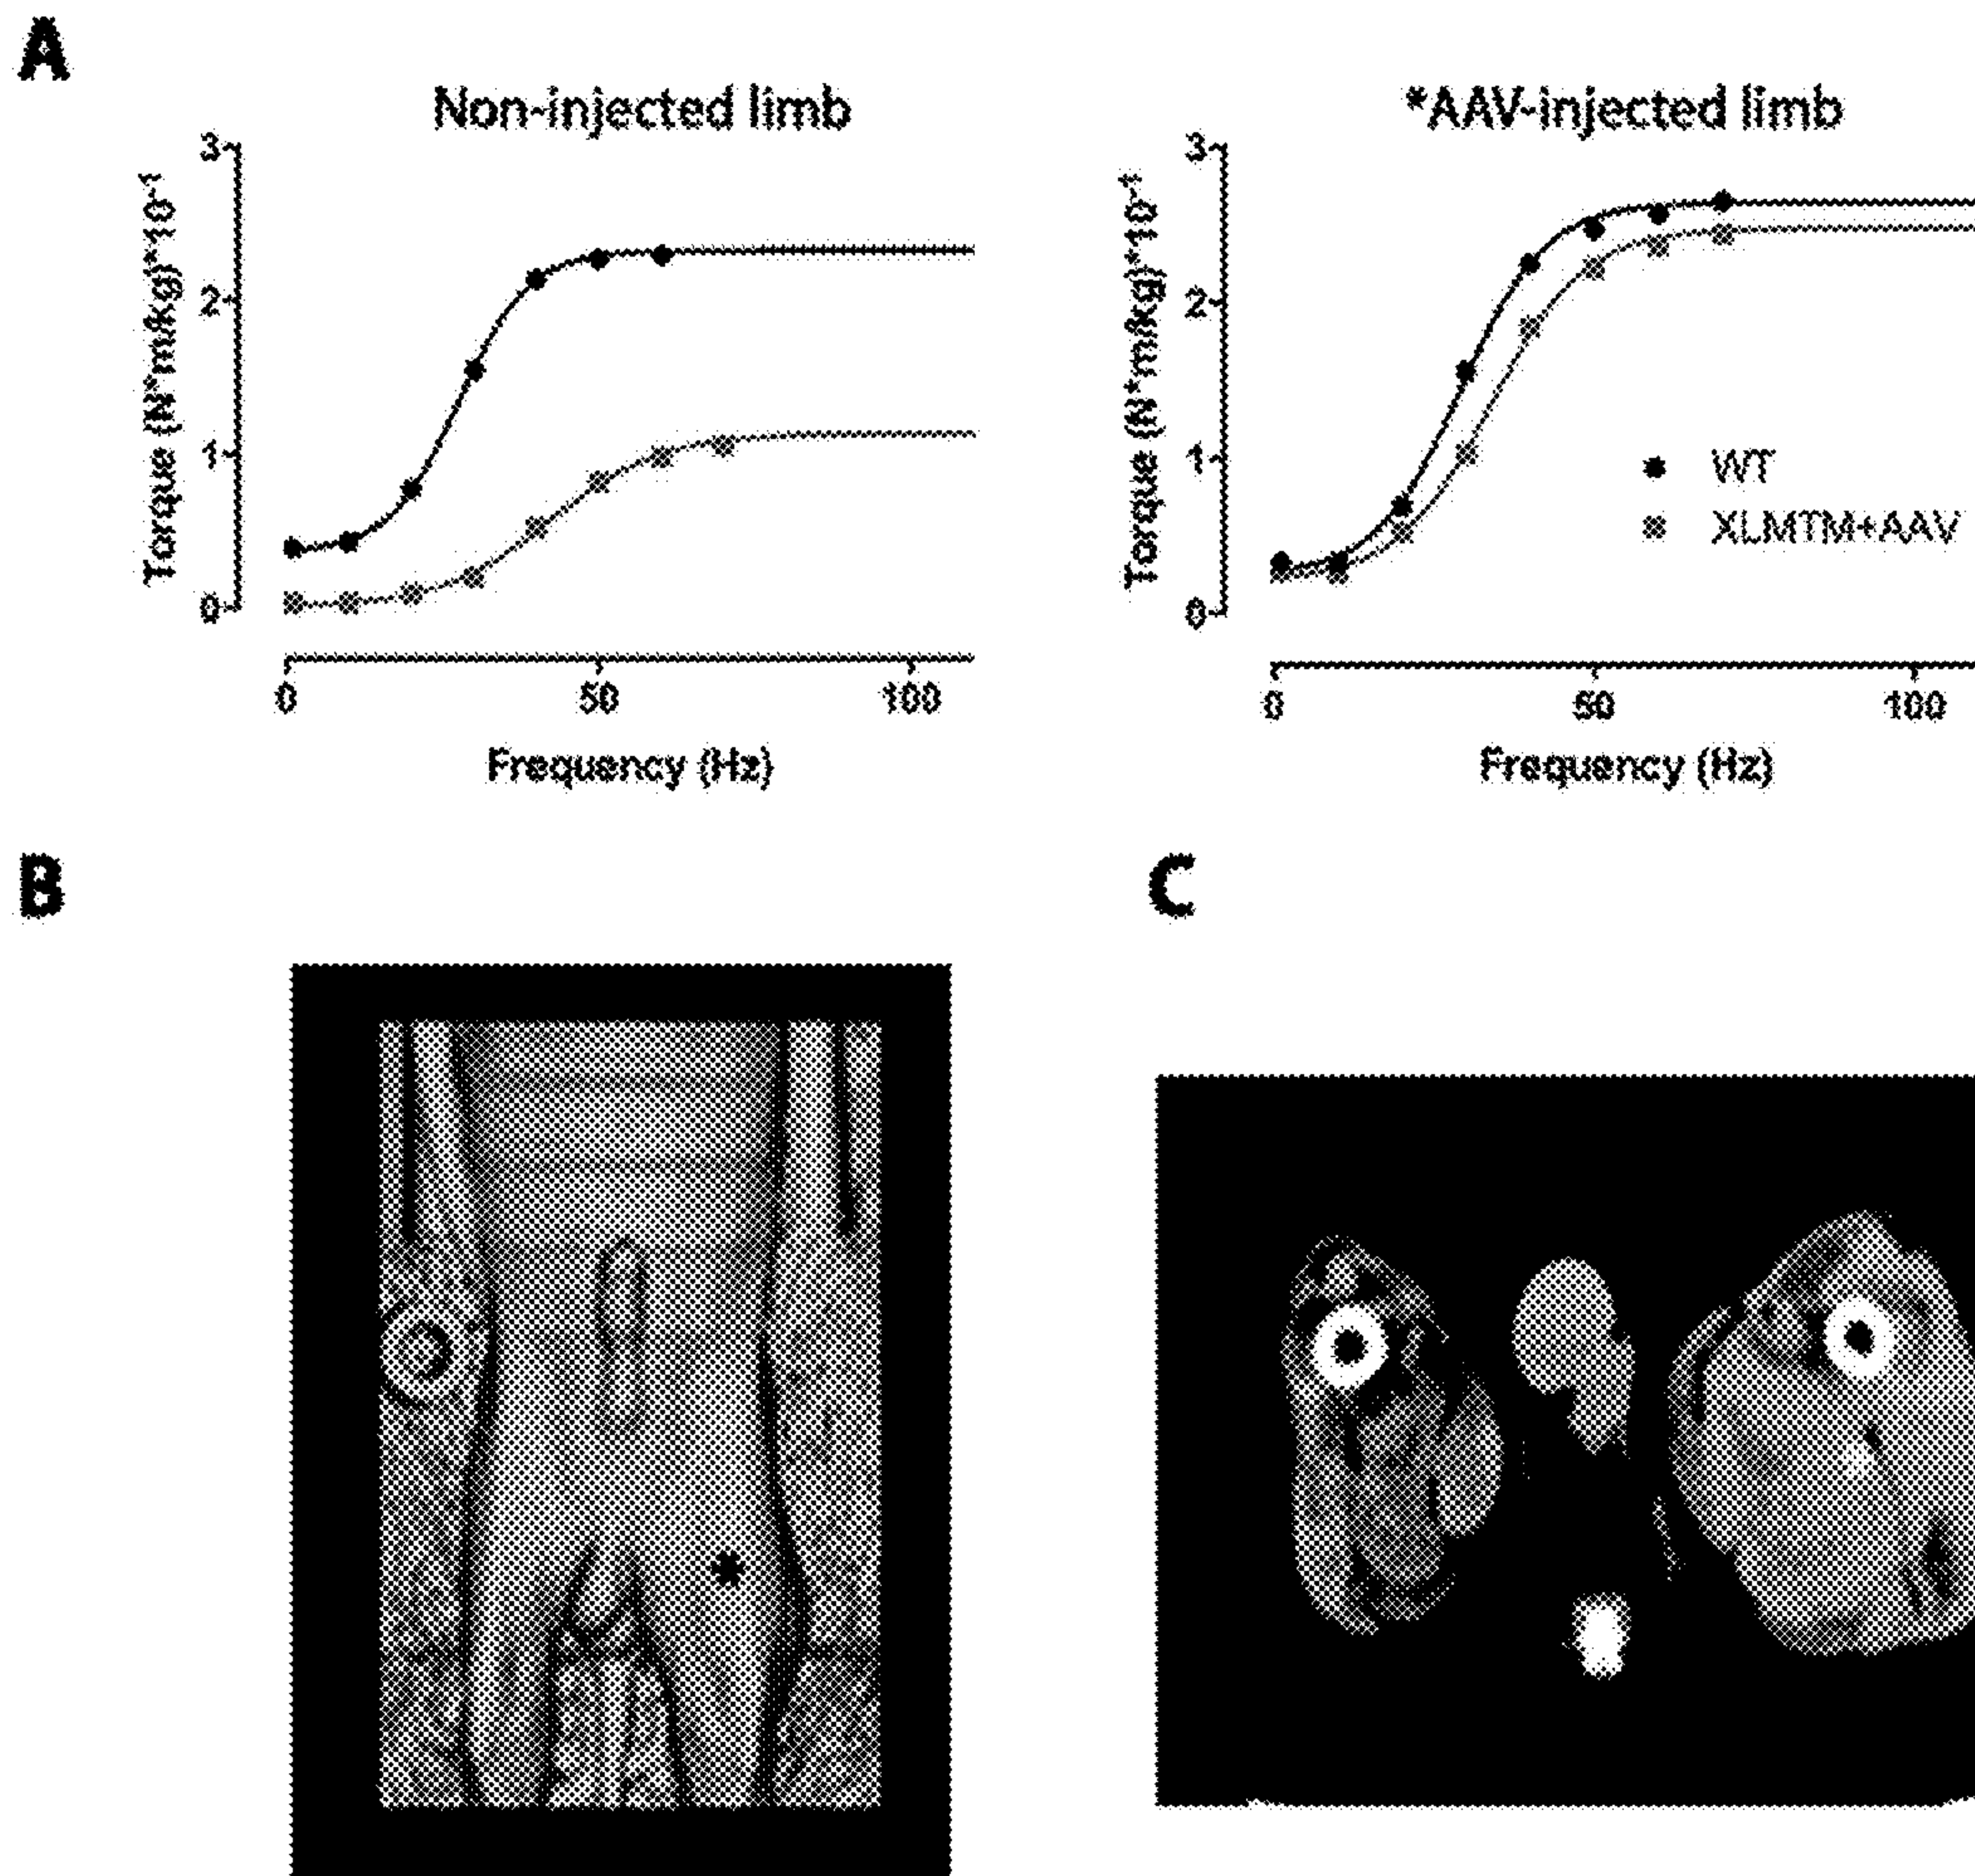 A
Non-injected limb
Torque (N*m/kg)*10-1
3
2
1
0
0 50 100
Frequency (Hz)
*AAV-injected limb
Torque (N*m/kg)*10-1
3
2
1
0
WT
XLMTM+AAV
0 50 100
Frequency (Hz)
B
C
*